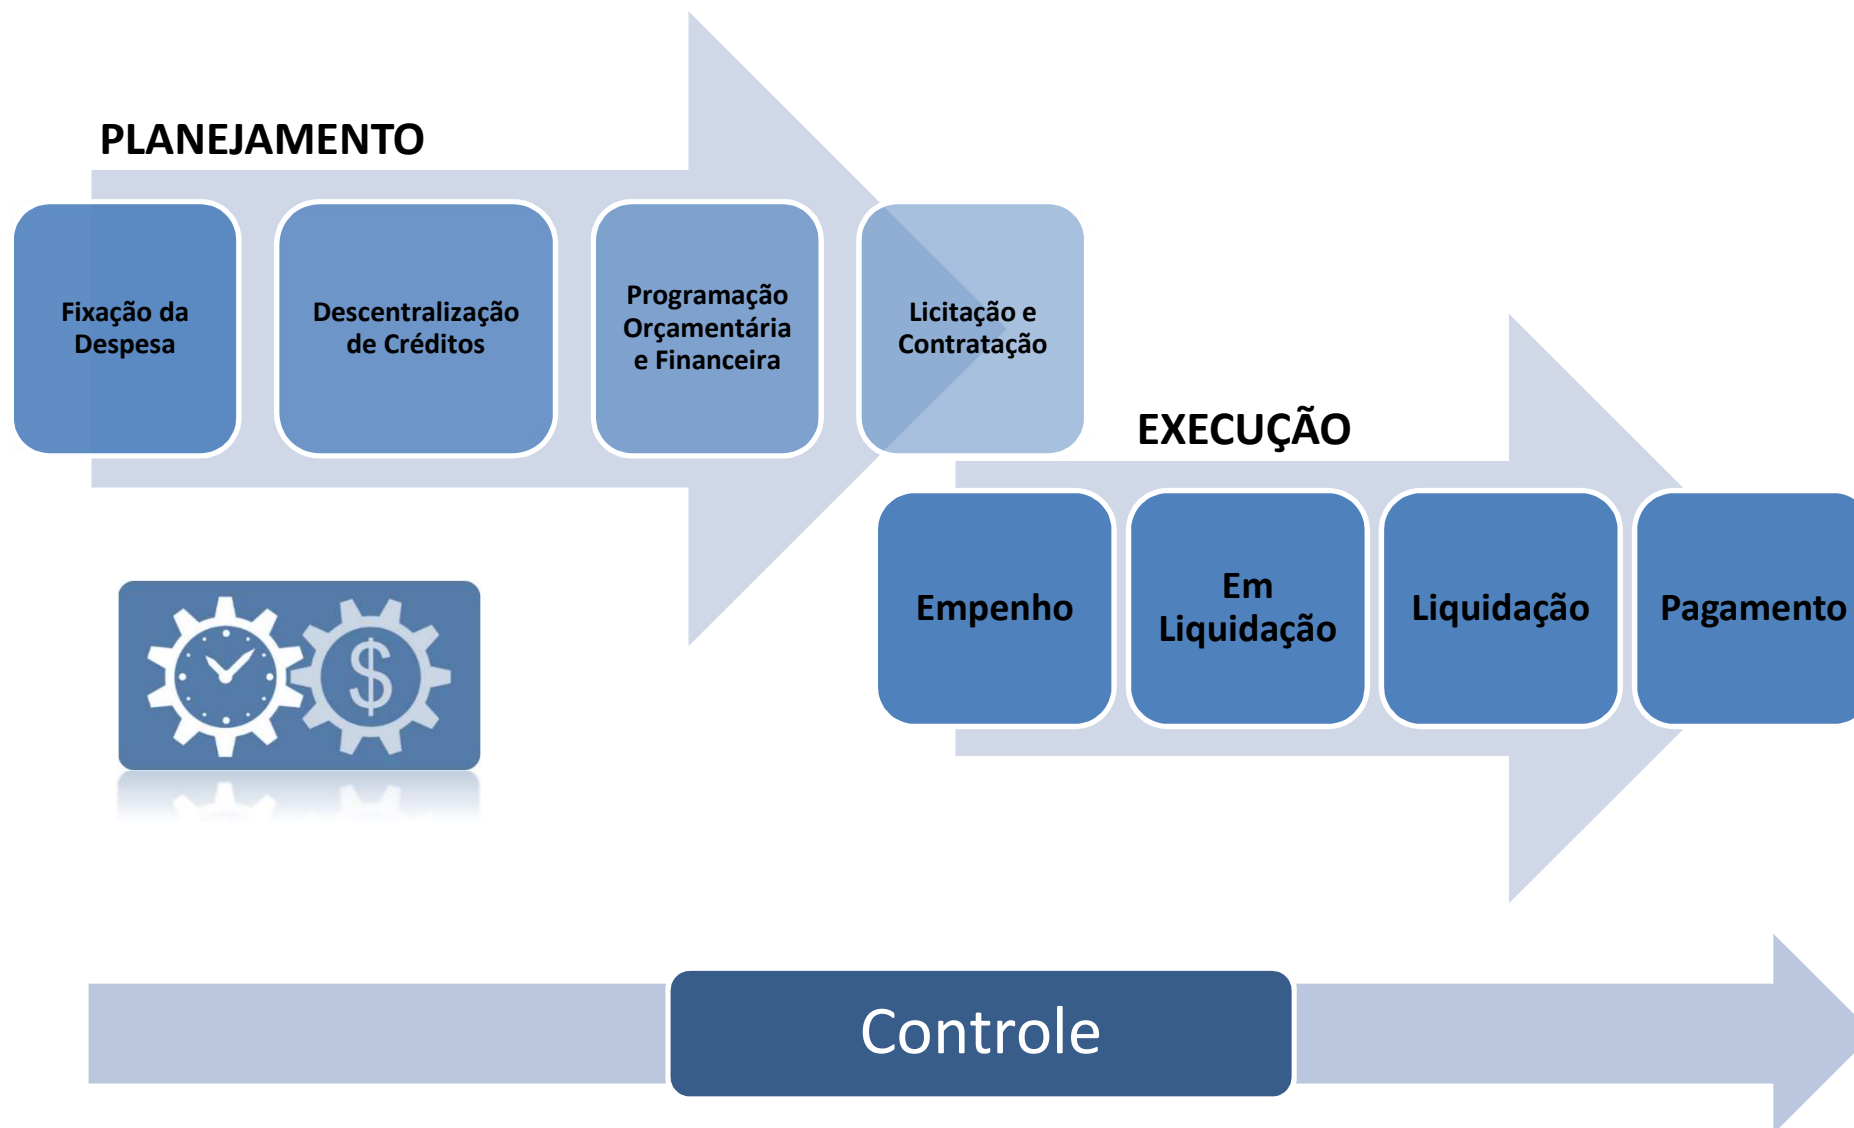 PLANEJAMENTO
Fixação da
Despesa
Descentralização
de Créditos
Programação
Orçamentária
e Financeira
Licitação e
Contratação
EXECUÇÃO
Empenho
Em
Liquidação
Liquidação
Pagamento
$
Controle